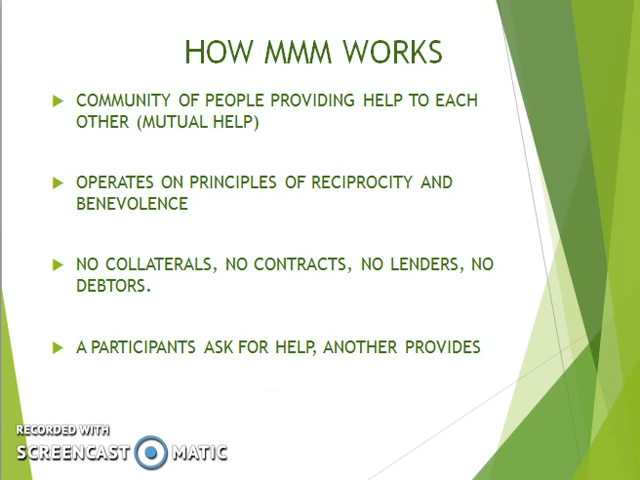 HOW MMM WORKS
COMMUNITY OF PEOPLE PROVIDING HELP TO EACH
OTHER (MUTUAL HELP)
OPERATES ON PRINCIPLES OF RECIPROCITY AND
BENEVOLENCE
NO COLLATERALS, NO CONTRACTS, NO LENDERS, NO
DEBTORS.
A PARTICIPANTS ASK FOR HELP, ANOTHER PROVIDES
RECORDED WITH
SCREENCAST MATIC